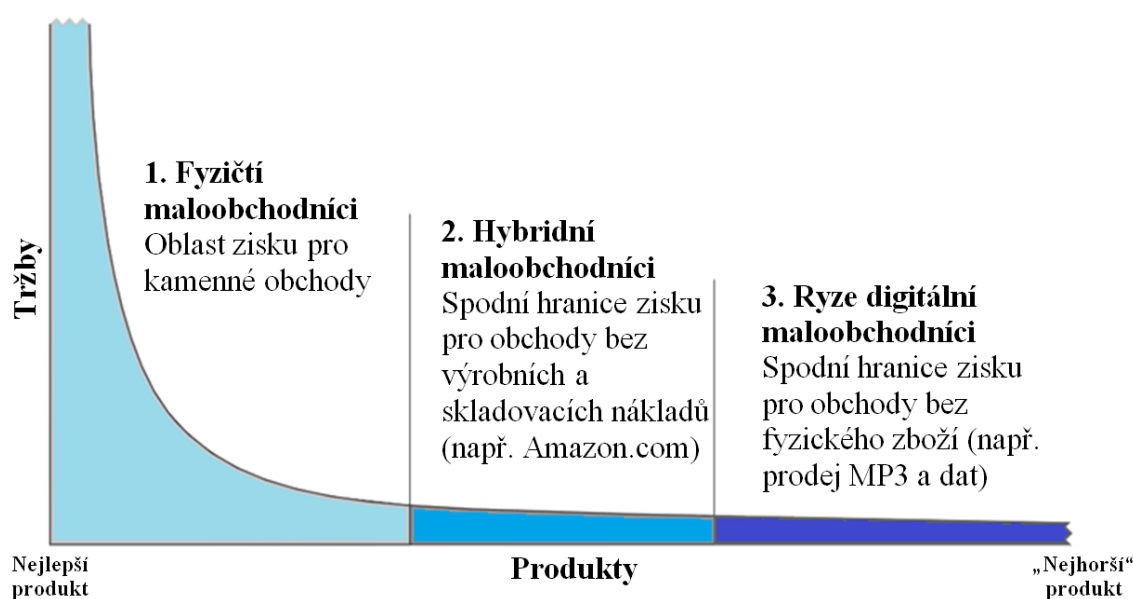 1. Fyzičtí
maloobchodníci
Oblast zisku pro
kamenné obchody
2. Hybridní
maloobchodníci
Spodní hranice zisku
pro obchody bez
výrobních a
skladovacích nákladů
(např. Amazon.com)
3. Ryze digitální
maloobchodníci
Spodní hranice zisku
pro obchody bez
fyzického zboží (např.
prodej MP3 a dat)
Tržby
Nejlepší
produkt
Produkty
„Nejhorší“
produkt